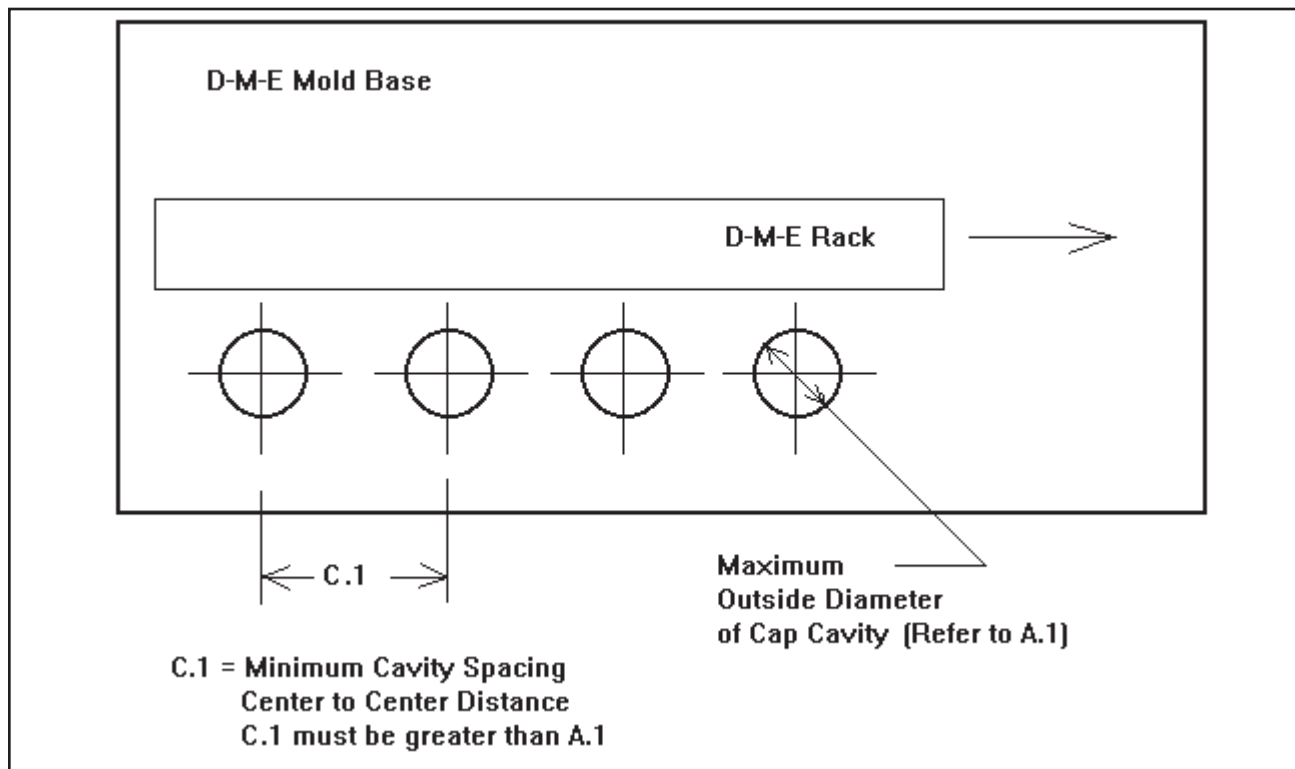 D-M-E Mold Base
D-M-E Rack
C.1
Maximum
Outside Diameter
of Cap Cavity (Refer to A.1)
C.1 = Minimum Cavity Spacing
Center to Center Distance
C.1 must be greater than A.1